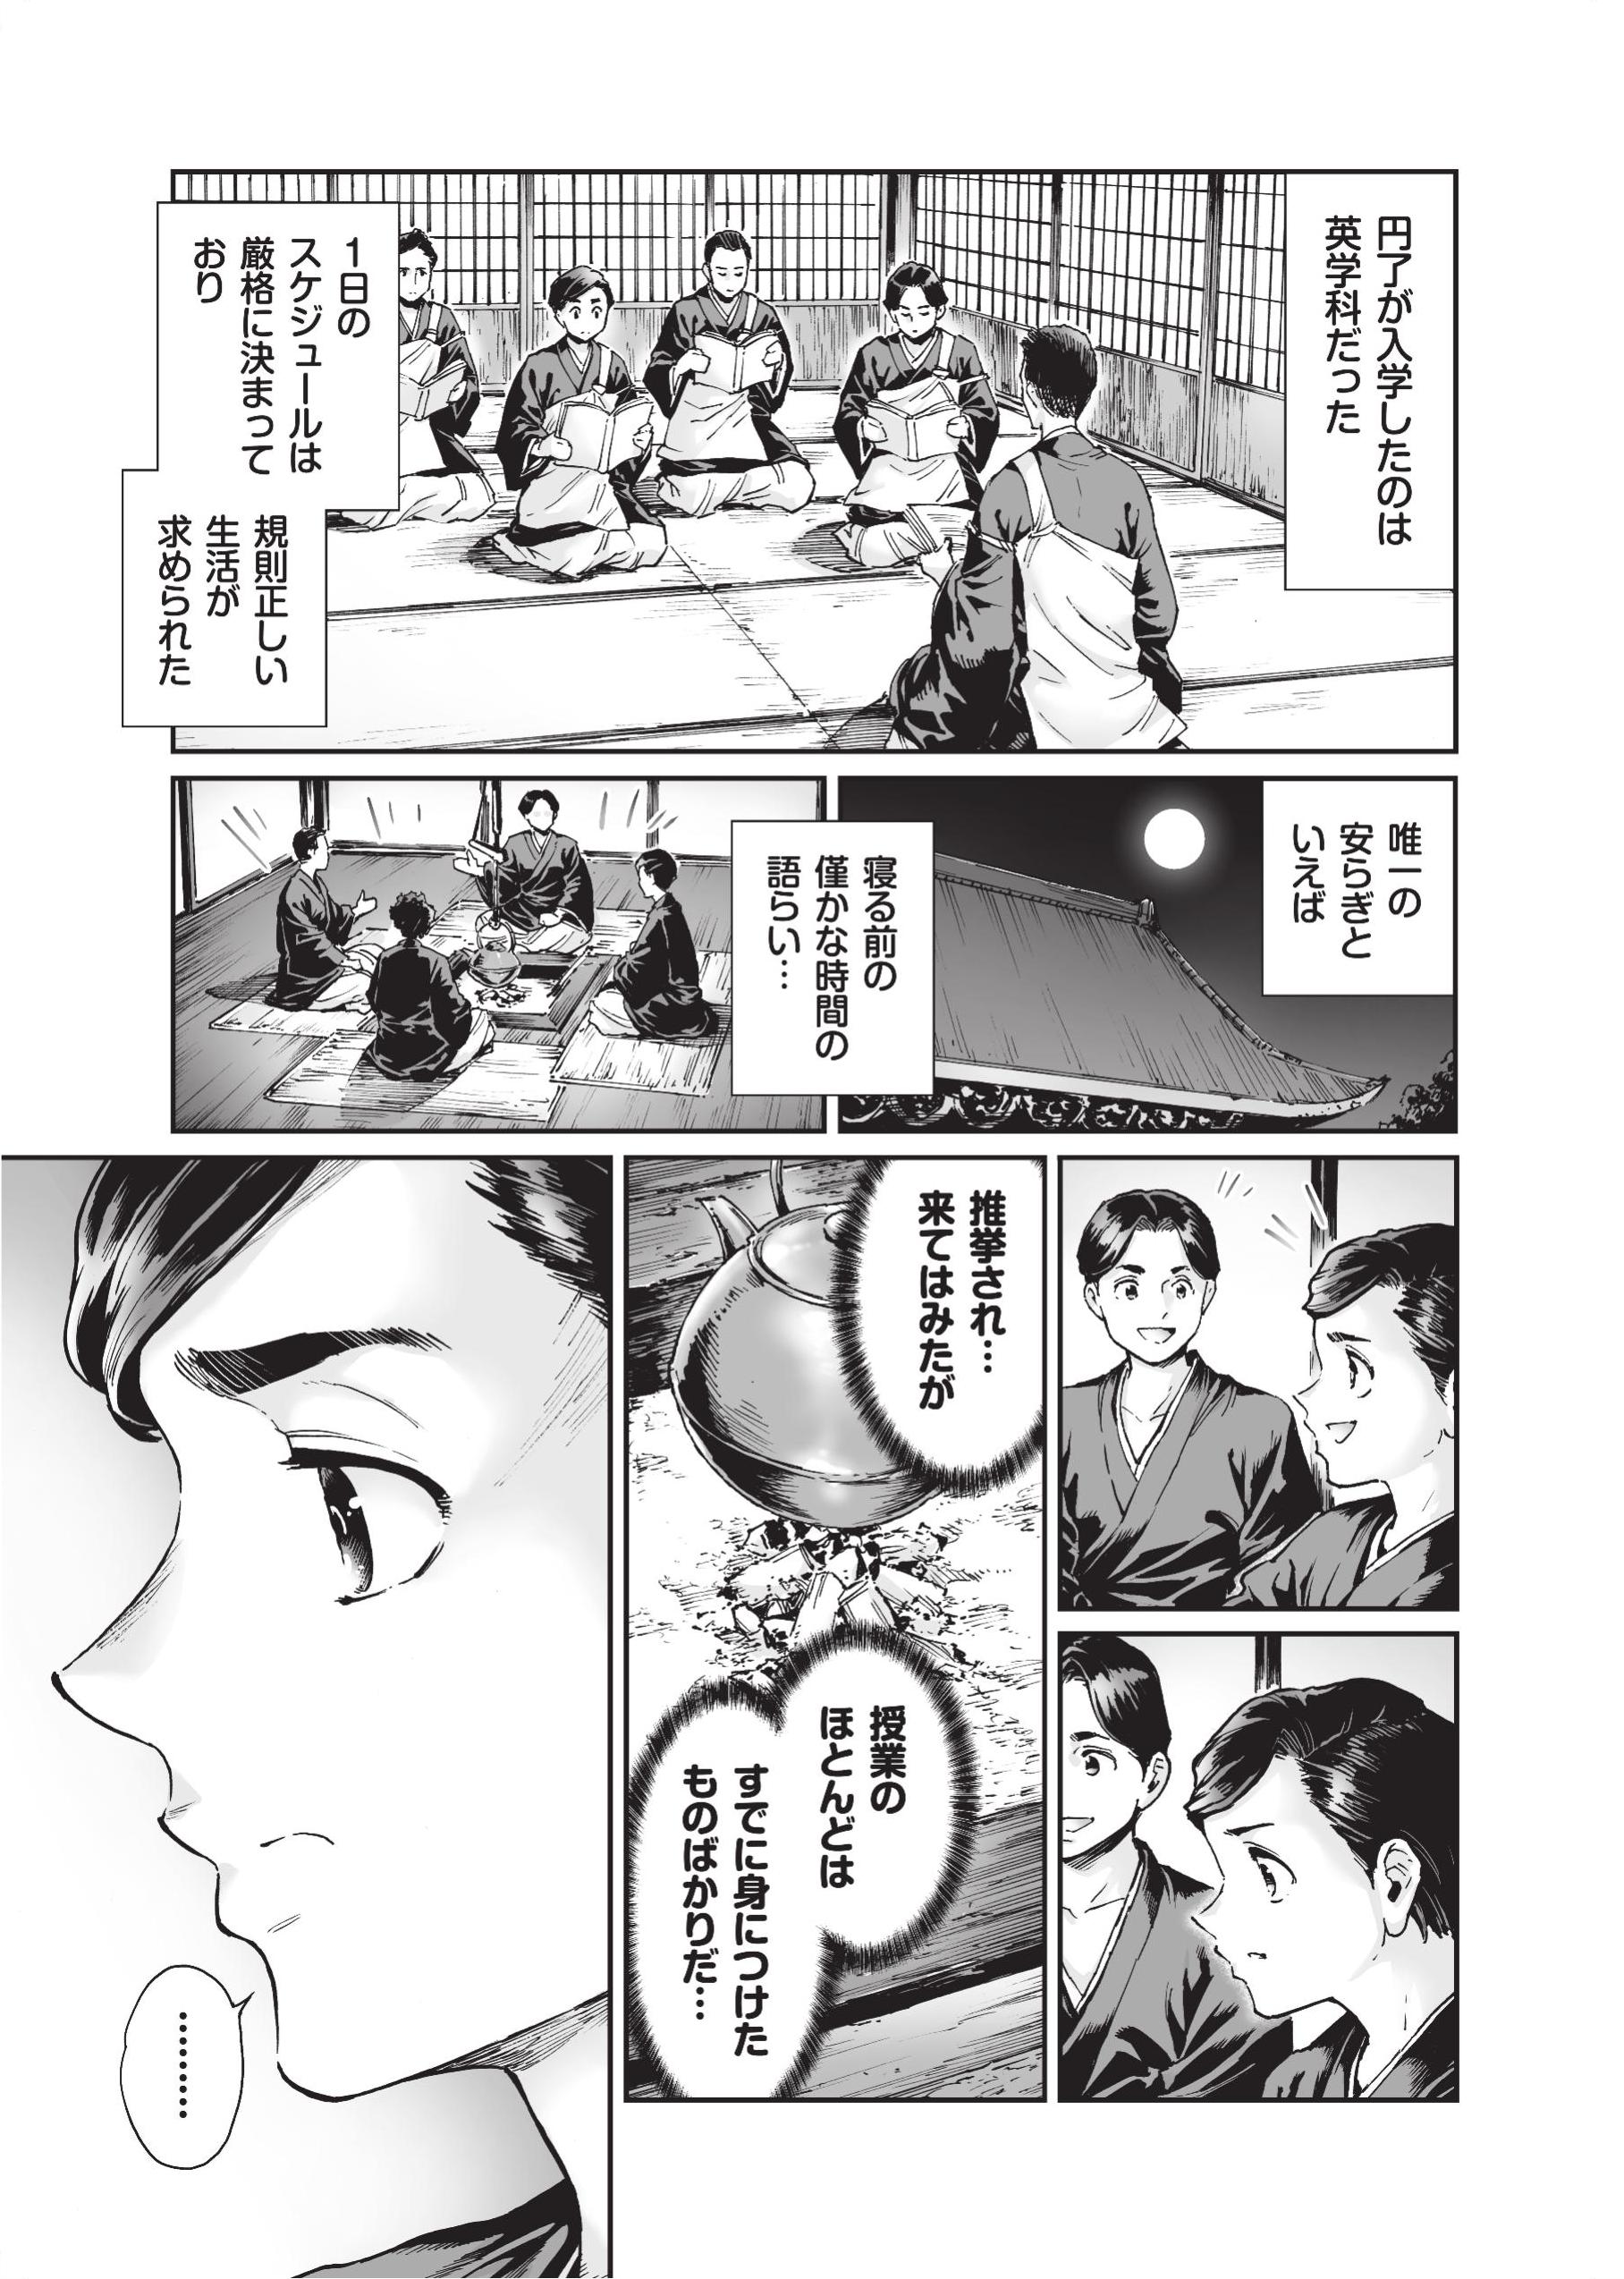 円了が入学したのは
英学科だった
1日の
スケジュールは
厳格に決まって
おり
規則正しい
生活が
求められた
唯一の
安らぎと
いえば
寝る前の
僅かな時間の
語らい…
推挙され…
来てはみたが
授業の
ほとんどは
すでに身につけた
ものばかりだ…
………